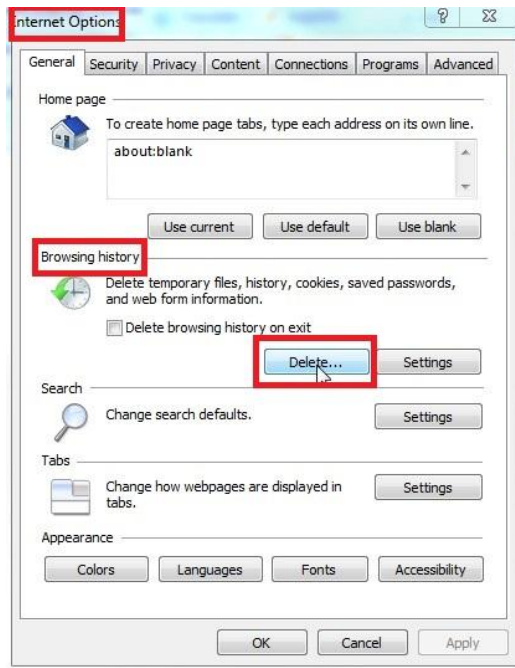 Internet Options
General Security Privacy Content Connections Programs Advanced
Home page
To create home page tabs, type each address on its own line.
about:blank
Use current Use default Use blank
Browsing history
Delete temporary files, history, cookies, saved passwords,
and web form information.
Delete browsing history on exit
Delete... Settings
Search
Change search defaults. Settings
Tabs
Change how webpages are displayed in Settings
tabs.
Appearance
Colors Languages Fonts Accessibility
OK Cancel Apply